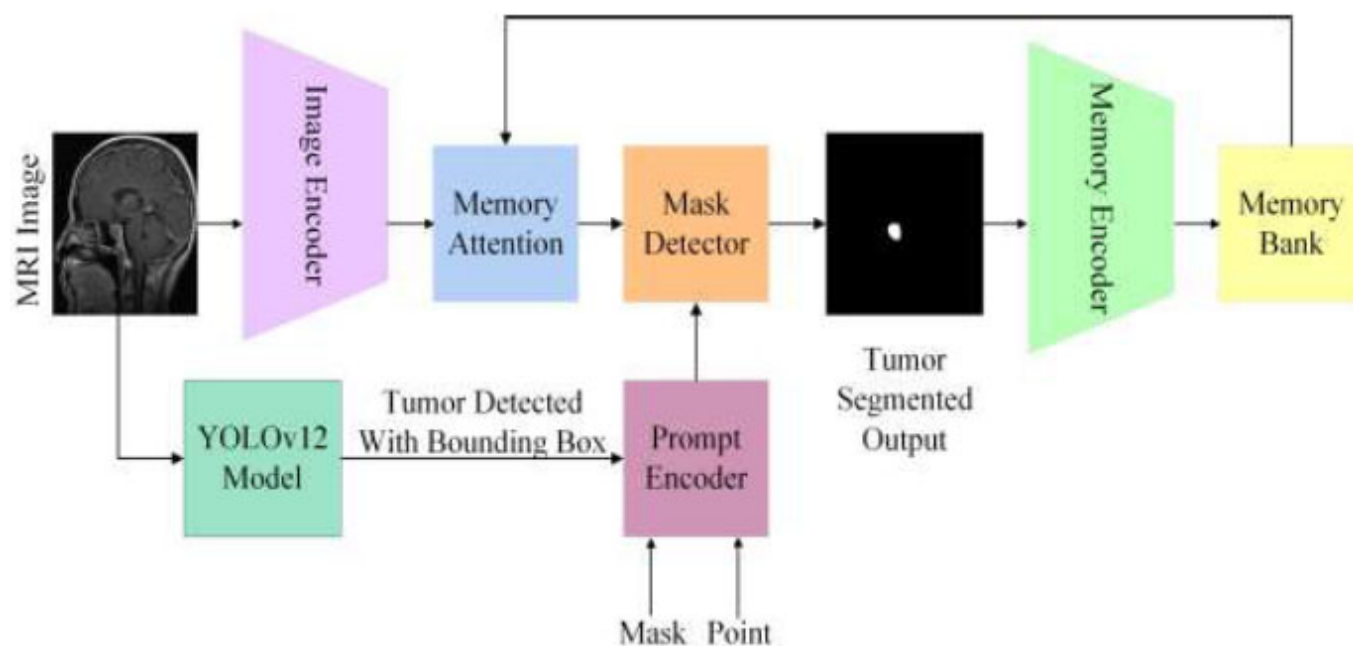 MRI Image
Image Encoder
Memory
Attention
Mask
Detector
Memory Encoder
Memory
Bank
Tumor
Segmented
Output
YOLOv12
Model
Tumor Detected
With Bounding Box
Prompt
Encoder
Mask
Point